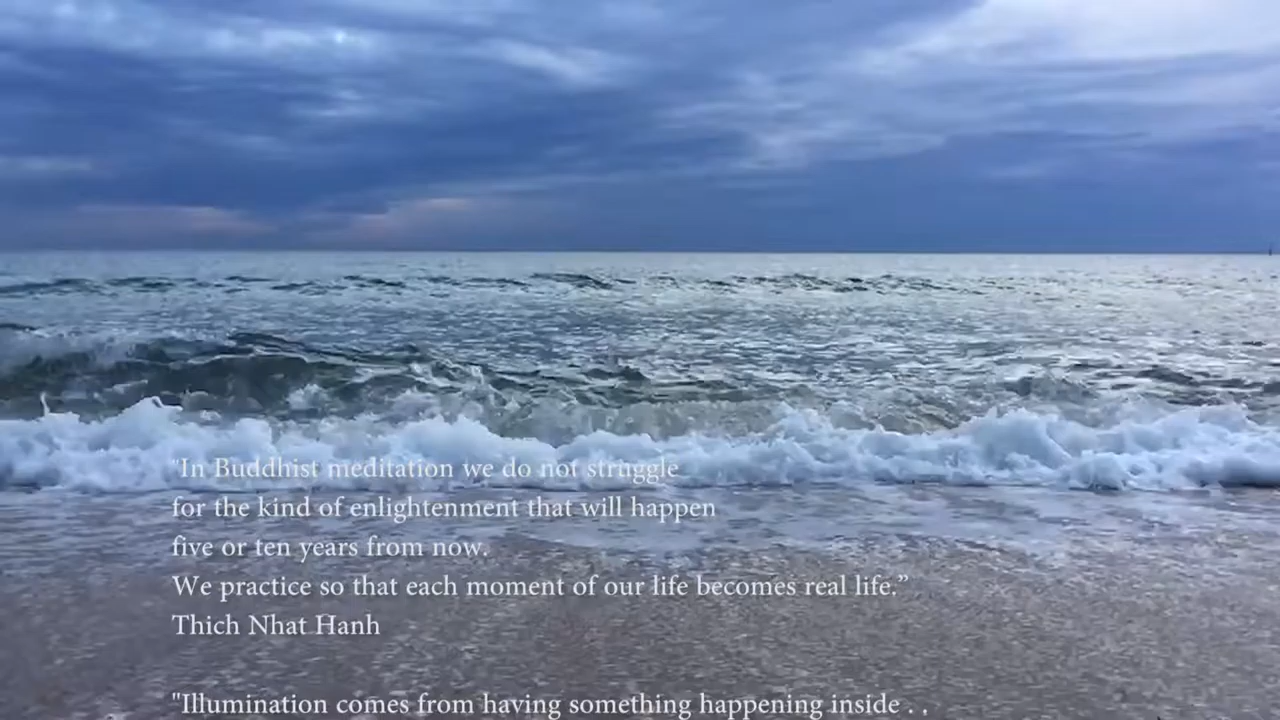 "In Buddhist meditation we do not struggle
for the kind of enlightenment that will happen
five or ten years from now.
We practice so that each moment of our life becomes real life.”
Thich Nhat Hanh
"Illumination comes from having something happening inside . .